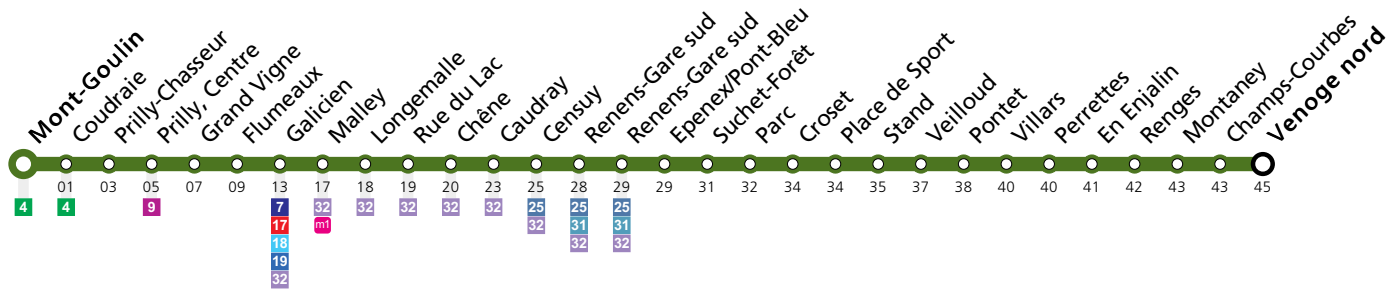 Mont-Goulin
Coudraie
Prilly-Chasseur
Prilly, Centre
Grand Vigne
Flumeaux
Galicien
Malley
Longemalle
Rue du Lac
Chêne
Caudray
Censuy
Renens-Gare sud
Renens-Gare sud
Epenex/Pont-Bleu
Suchet-Forêt
Parc
Croset
Place de Sport
Stand
Veilloud
Pontet
Villars
Perrettes
En Enjalin
Renges
Montaney
Champs-Courbes
Venoge nord
01 03 05 07 09 13 17 18 19 20 23 25 28 29 29 31 32 34 34 35 37 38 40 40 41 42 43 43 45
4 4 9 7 32 32 32 32 32 25 25 25
17 m1 32 31 31
18 32 32
19
32